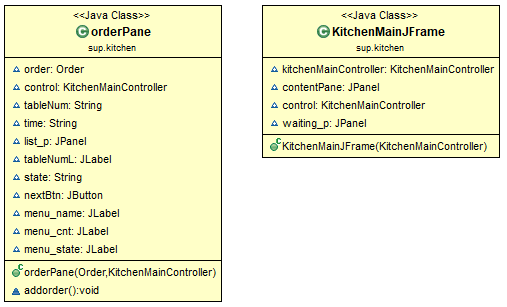 <<Java Class>>
orderPane
sup.kitchen
order: Order
control: KitchenMainController
tableNum: String
time: String
list_p: JPanel
tableNumL: JLabel
state: String
nextBtn: JButton
menu_name: JLabel
menu_cnt: JLabel
menu_state: JLabel
orderPane(Order,KitchenMainController)
addorder():void
<<Java Class>>
KitchenMainJFrame
sup.kitchen
kitchenMainController: KitchenMainController
contentPane: JPanel
control: KitchenMainController
waiting_p: JPanel
KitchenMainJFrame(KitchenMainController)